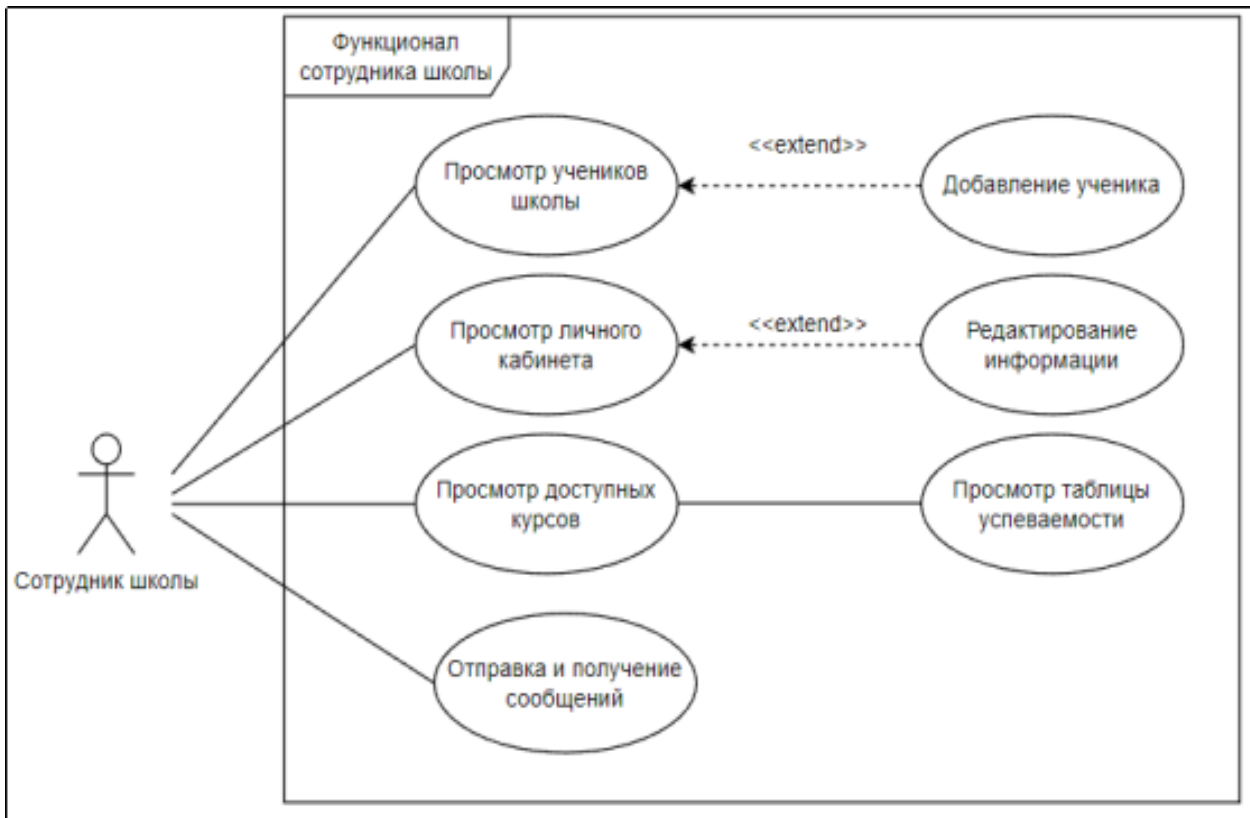 Функционал
сотрудника школы
Просмотр учеников
школы
<<extend>>
Добавление ученика
Просмотр личного
кабинета
<<extend>>
Редактирование
информации
Просмотр доступных
курсов
Просмотр таблицы
успеваемости
Сотрудник школы
Отправка и получение
сообщений